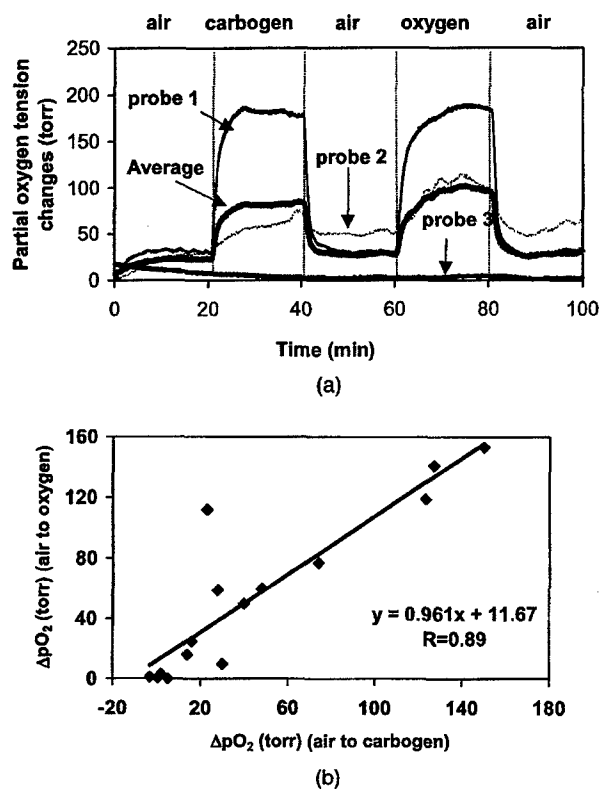 air carbogen air oxygen air
250
200
150
100
50
0
Partial oxygen tension
changes (torr)
probe 1
Average
probe 2
probe 3
0 20 40 60 80 100
Time (min)
(a)
160
120
80
40
0
ΔpO₂ (torr) (air to oxygen)
y = 0.961x + 11.67
R=0.89
-20 20 60 100 140 180
ΔpO₂ (torr) (air to carbogen)
(b)